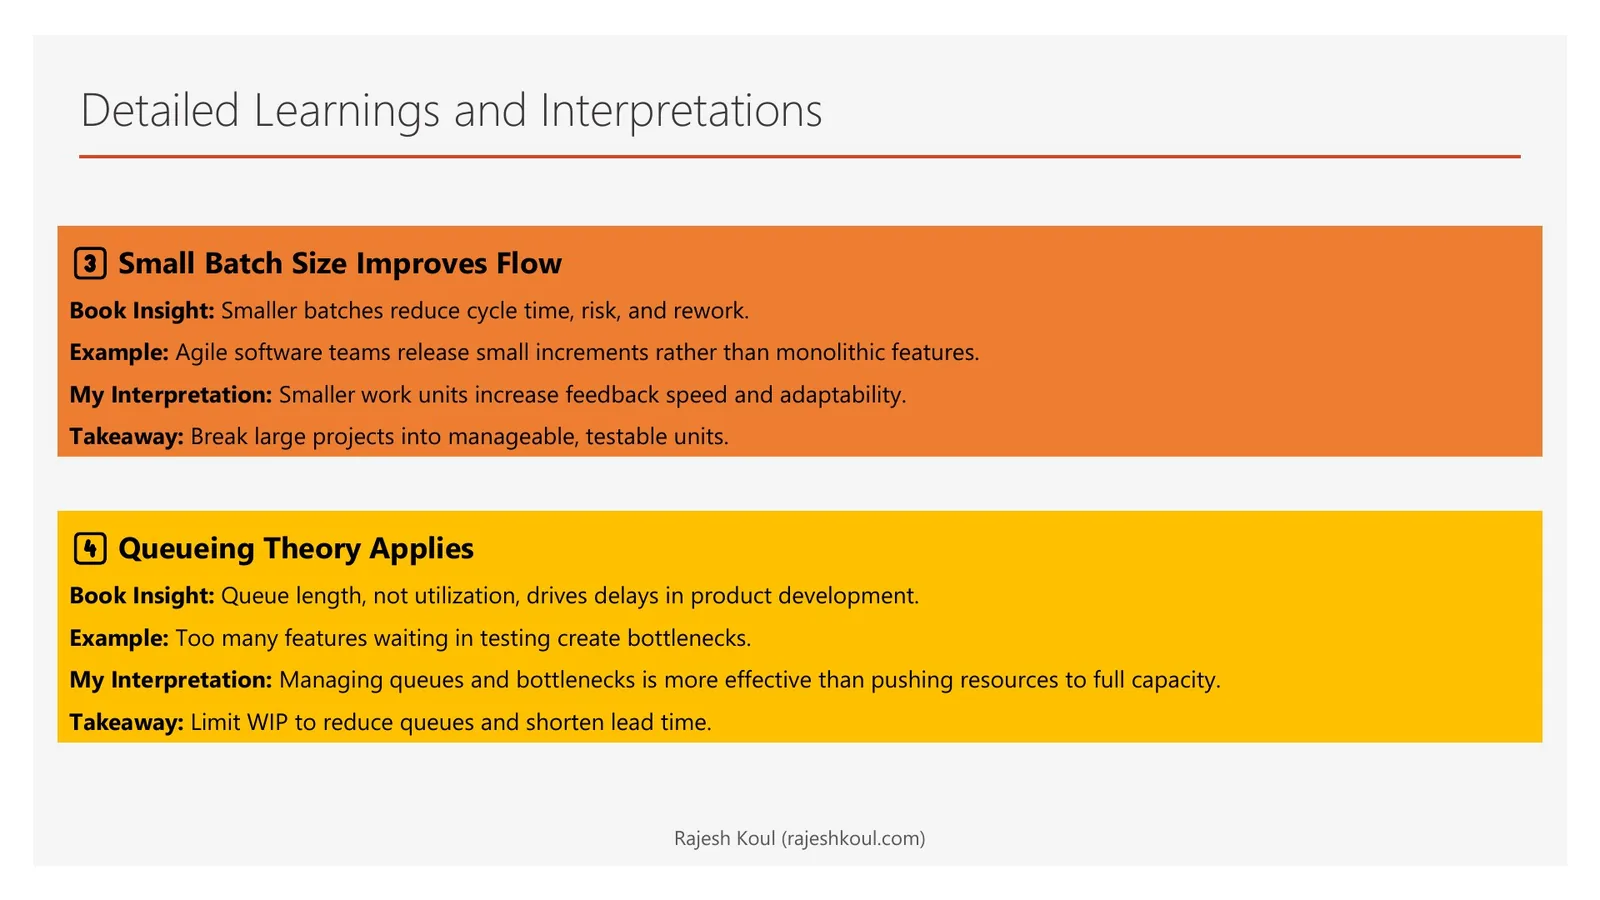 Detailed Learnings and Interpretations
3 Small Batch Size Improves Flow
Book Insight: Smaller batches reduce cycle time, risk, and rework.
Example: Agile software teams release small increments rather than monolithic features.
My Interpretation: Smaller work units increase feedback speed and adaptability.
Takeaway: Break large projects into manageable, testable units.
4 Queueing Theory Applies
Book Insight: Queue length, not utilization, drives delays in product development.
Example: Too many features waiting in testing create bottlenecks.
My Interpretation: Managing queues and bottlenecks is more effective than pushing resources to full capacity.
Takeaway: Limit WIP to reduce queues and shorten lead time.
Rajesh Koul (rajeshkoul.com)